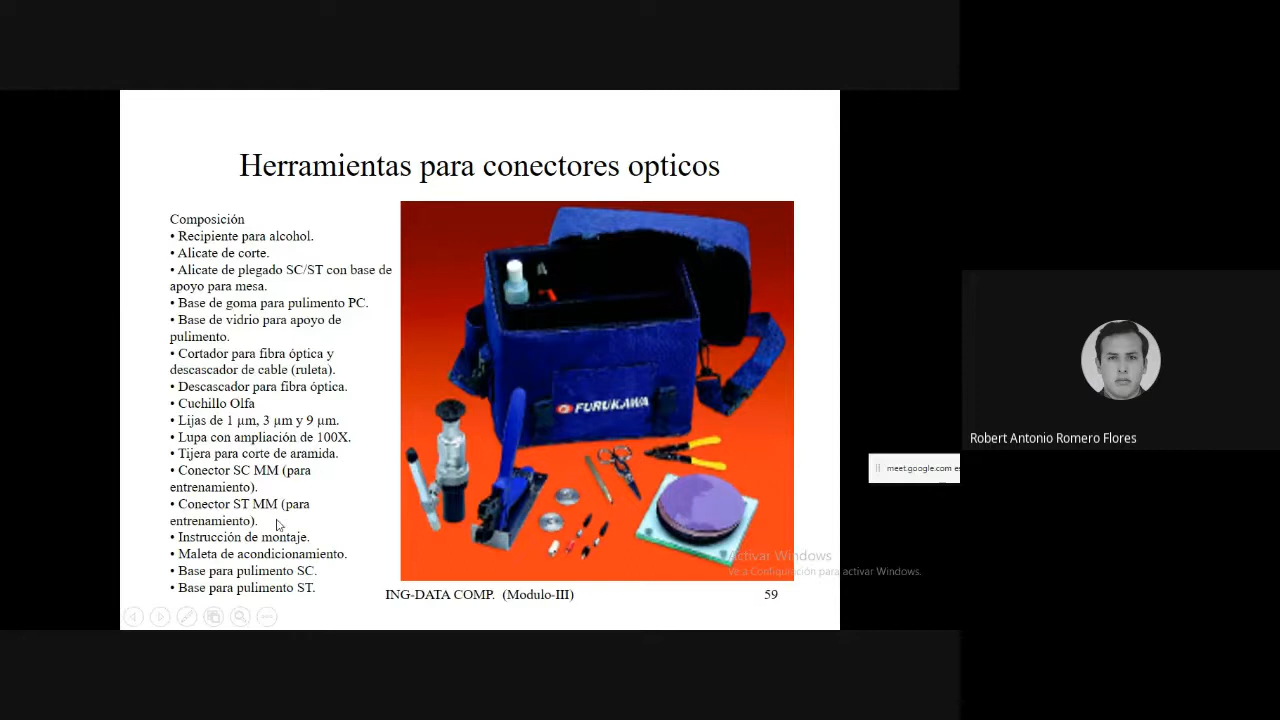 Herramientas para conectores opticos
Composición
• Recipiente para alcohol.
• Alicate de corte.
• Alicate de plegado SC/ST con base de
apoyo para mesa.
• Base de goma para pulimento PC.
• Base de vidrio para apoyo de
pulimento.
• Cortador para fibra óptica y
descascador de cable (ruleta).
• Descascador para fibra óptica.
• Cuchillo Olfa
• Lijas de 1 µm, 3 µm y 9 µm.
• Lupa con ampliación de 100X.
• Tijera para corte de aramida.
• Conector SC MM (para
entrenamiento).
• Conector ST MM (para
entrenamiento).
• Instrucción de montaje.
• Maleta de acondicionamiento.
• Base para pulimento SC.
• Base para pulimento ST.
FURUKAWA
ING-DATA COMP. (Modulo-III)
59
Activar Windows
Ve a Configuración para activar Windows.
Robert Antonio Romero Flores
meet.google.com es